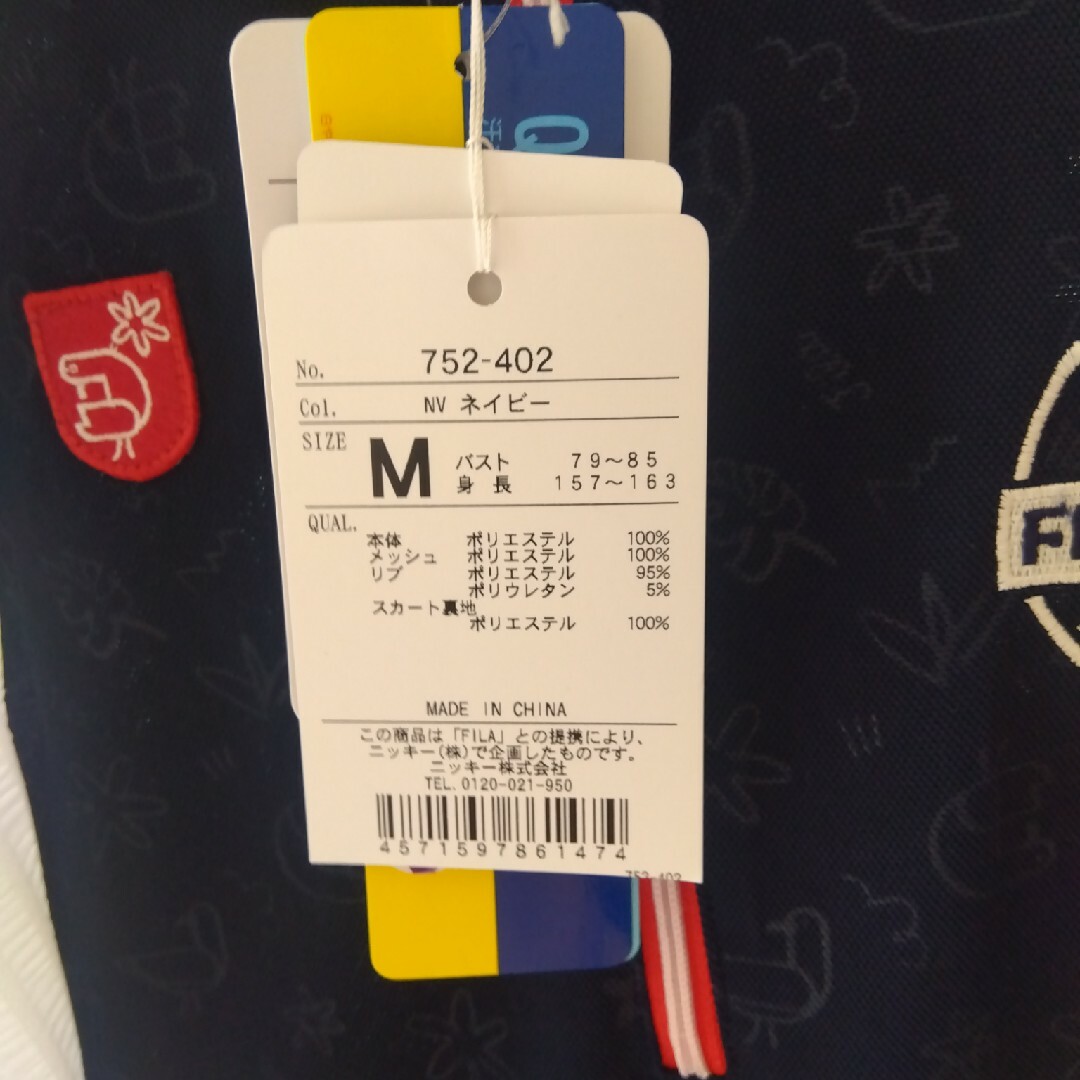 No. 752-402
Col. NV ネイビー
SIZE M バスト 79～85
身長 157～163
QUAL.
本体 ポリエステル 100%
メッシュ ポリエステル 100%
リブ ポリエステル 95%
ポリウレタン 5%
スカート裏地
ポリエステル 100%
MADE IN CHINA
この商品は「FILA」との提携により、
ニッキー(株)で企画したものです。
ニッキー株式会社
TEL. 0120-021-950
4571597861474
752-402